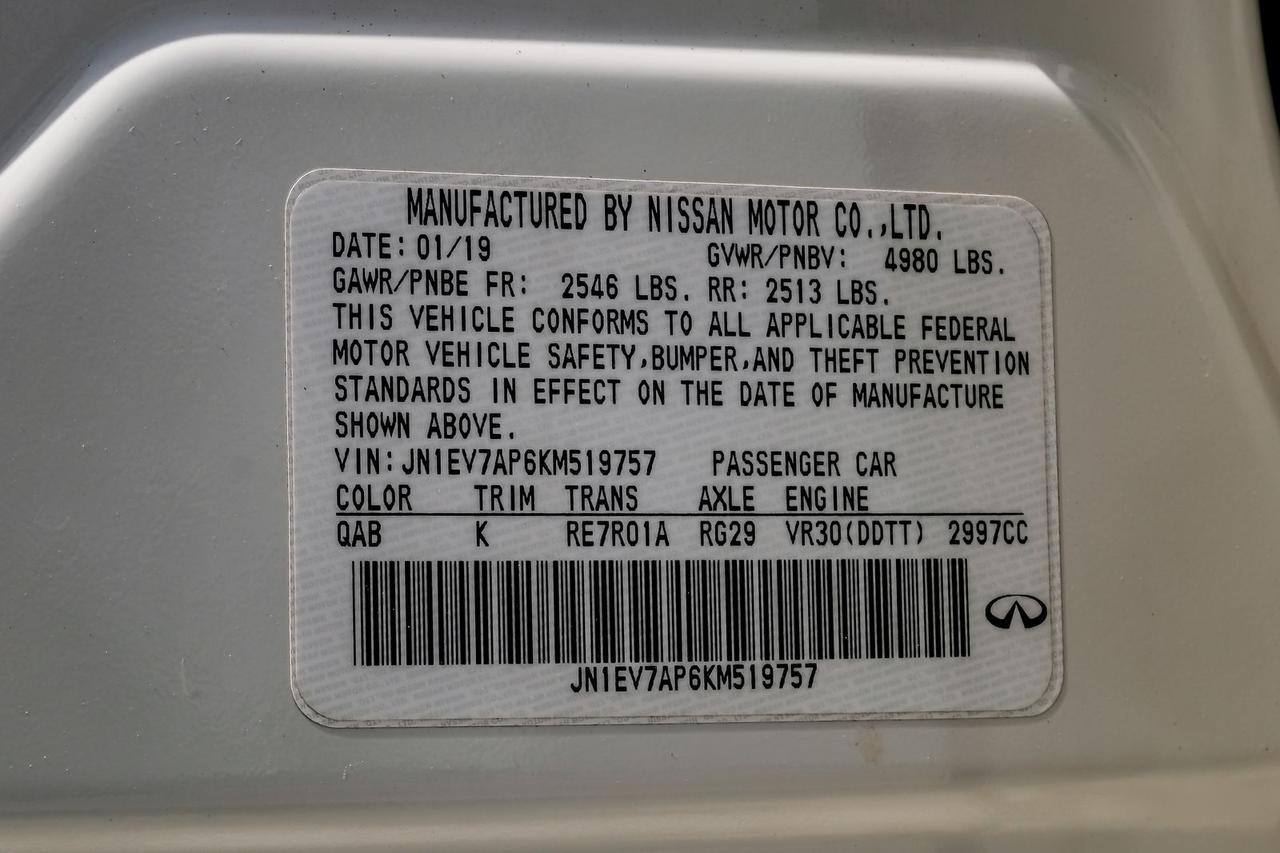 MANUFACTURED BY NISSAN MOTOR CO.,LTD.
DATE: 01/19 GVWR/PNBV: 4980 LBS.
GAWR/PNBE FR: 2546 LBS. RR: 2513 LBS.
THIS VEHICLE CONFORMS TO ALL APPLICABLE FEDERAL
MOTOR VEHICLE SAFETY,BUMPER,AND THEFT PREVENTION
STANDARDS IN EFFECT ON THE DATE OF MANUFACTURE
SHOWN ABOVE.
VIN:JN1EV7AP6KM519757 PASSENGER CAR
COLOR TRIM TRANS AXLE ENGINE
QAB K RE7R01A RG29 VR30(DDTT) 2997CC
JN1EV7AP6KM519757